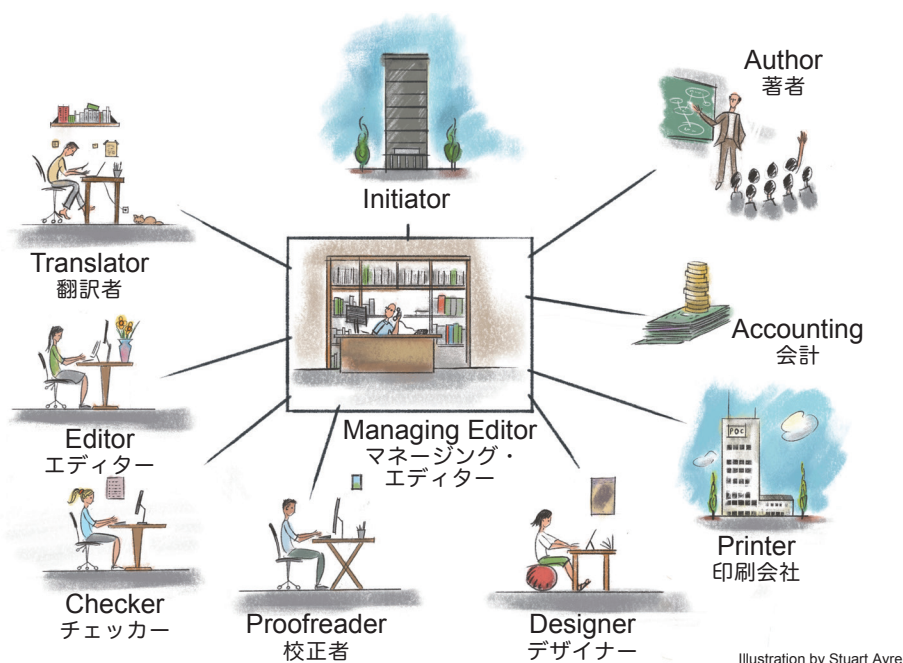 Author
著者
Initiator
Translator
翻訳者
Accounting
会計
Editor
エディター
Managing Editor
マネージング・
エディター
POC
Printer
印刷会社
Checker
チェッカー
Proofreader
校正者
Designer
デザイナー
Illustration by Stuart Ayre